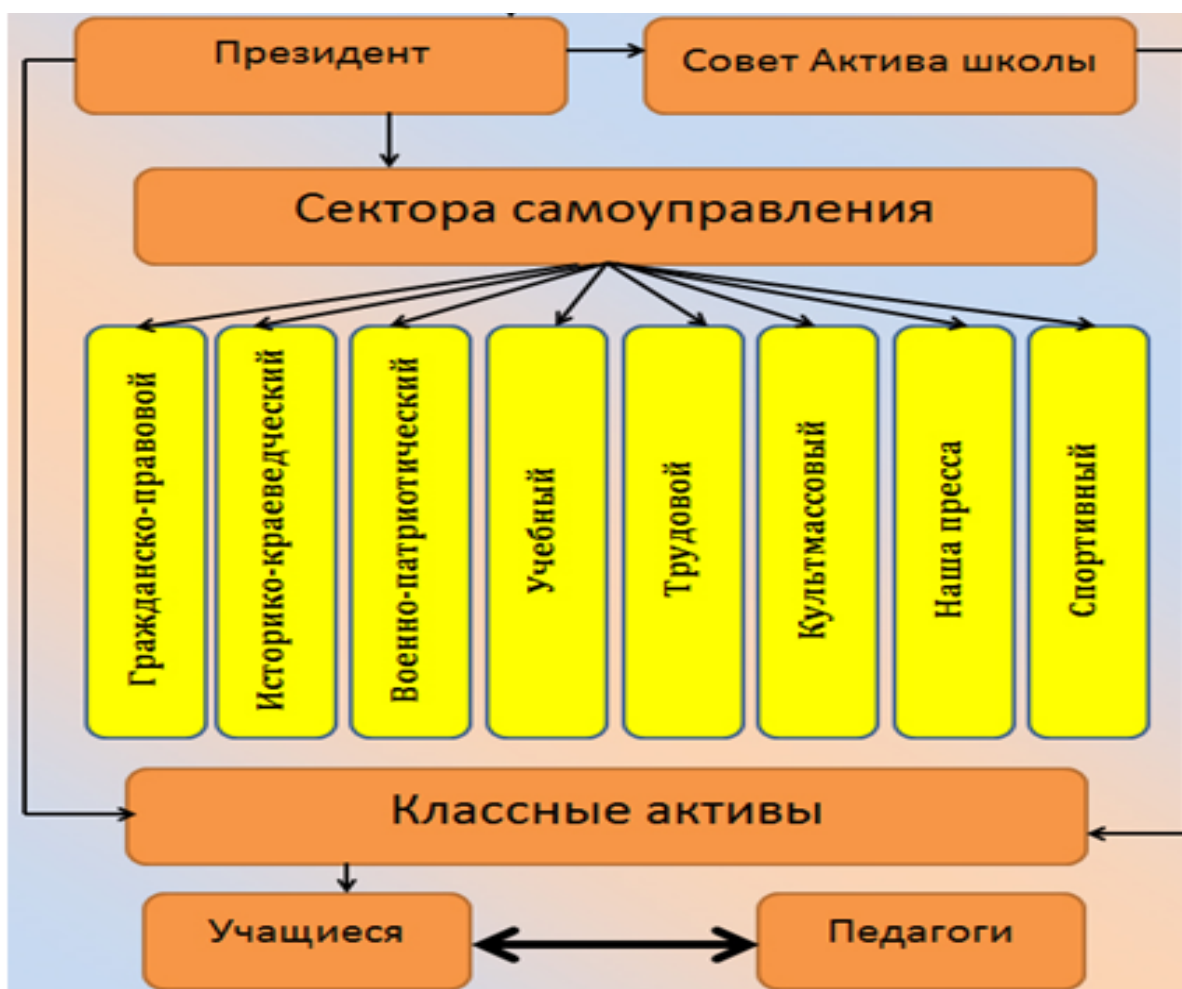 Президент
Совет Актива школы
Сектора самоуправления
Гражданско-правовой
Историко-краеведческий
Военно-патриотический
Учебный
Трудовой
Культмассовый
Наша пресса
Спортивный
Классные активы
Учащиеся
Педагоги